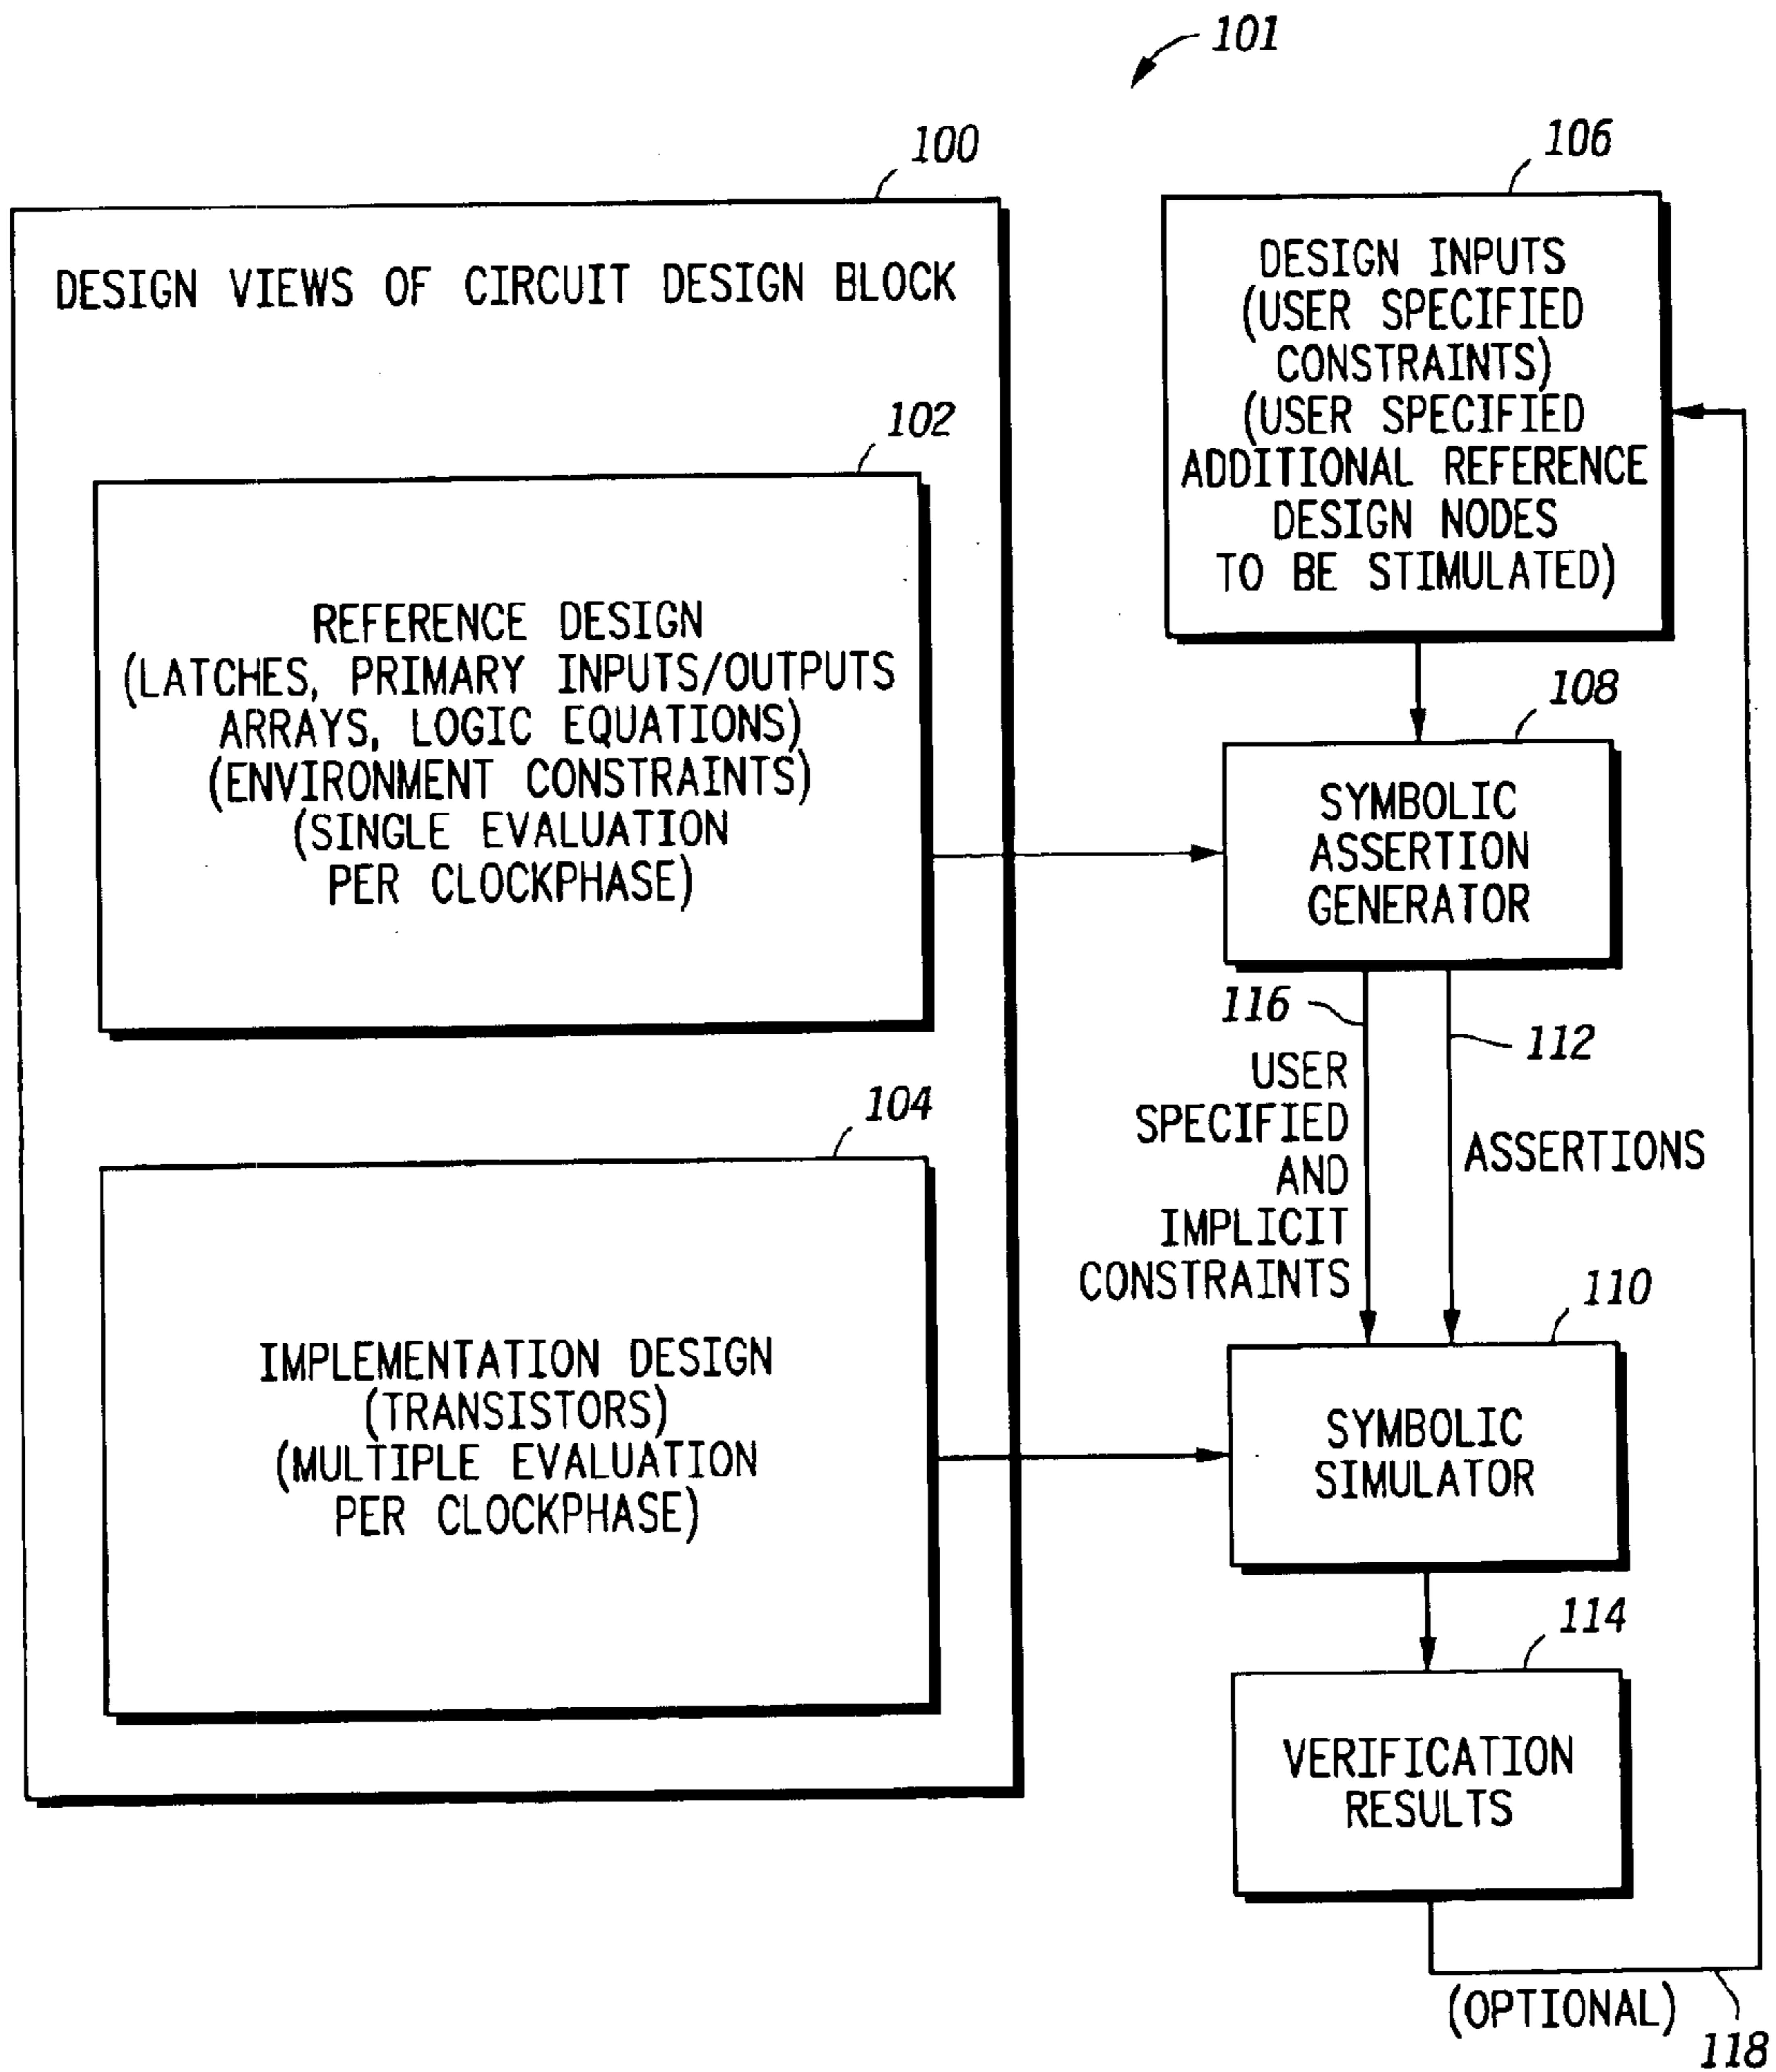 101
100
DESIGN VIEWS OF CIRCUIT DESIGN BLOCK
102
REFERENCE DESIGN
(LATCHES, PRIMARY INPUTS/OUTPUTS
ARRAYS, LOGIC EQUATIONS)
(ENVIRONMENT CONSTRAINTS)
(SINGLE EVALUATION
PER CLOCKPHASE)
104
IMPLEMENTATION DESIGN
(TRANSISTORS)
(MULTIPLE EVALUATION
PER CLOCKPHASE)
106
DESIGN INPUTS
(USER SPECIFIED
CONSTRAINTS)
(USER SPECIFIED
ADDITIONAL REFERENCE
DESIGN NODES
TO BE STIMULATED)
108
SYMBOLIC
ASSERTION
GENERATOR
116
USER
SPECIFIED
AND
IMPLICIT
CONSTRAINTS
112
ASSERTIONS
110
SYMBOLIC
SIMULATOR
114
VERIFICATION
RESULTS
(OPTIONAL)
118